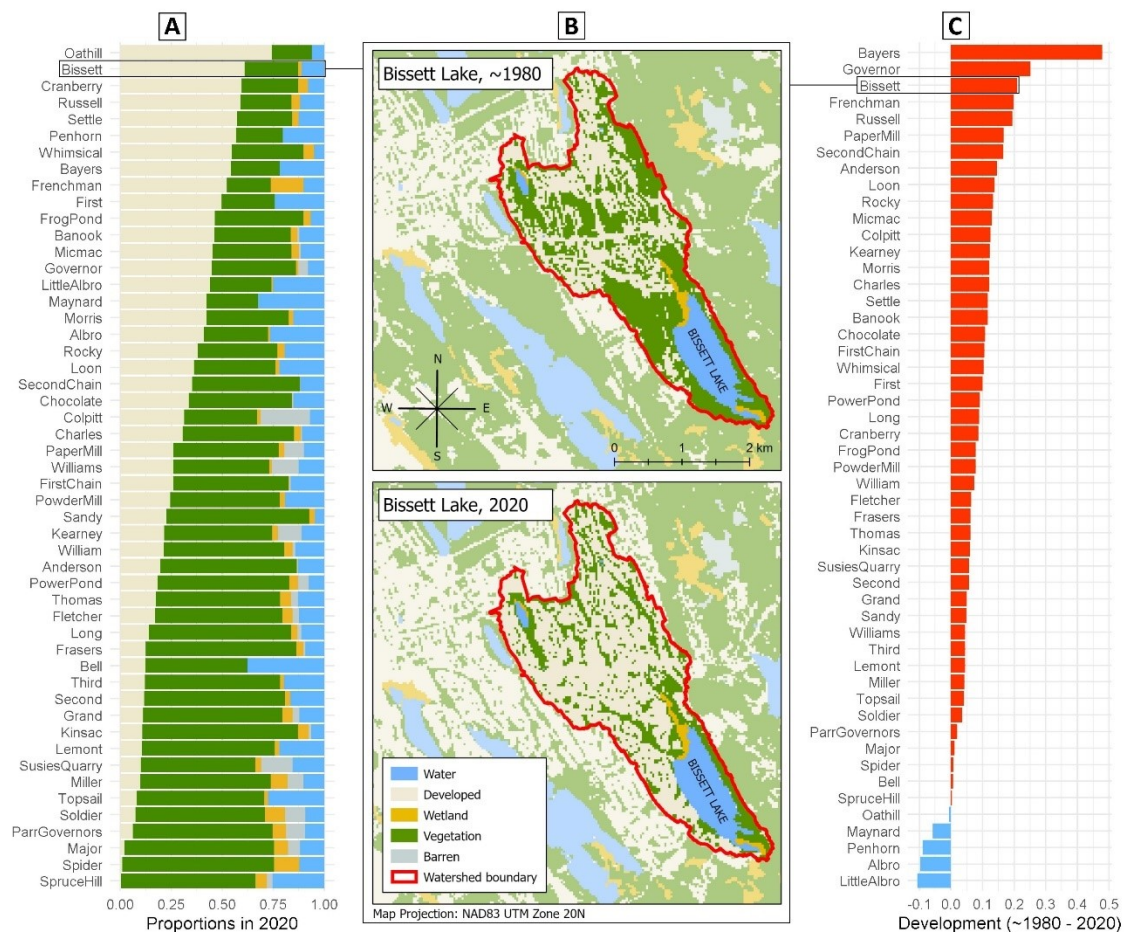 A
Oathill
Bissett
Cranberry
Russell
Settle
Penhorn
Whimsical
Bayers
Frenchman
First
FrogPond
Banook
Micmac
Governor
LittleAlbro
Maynard
Morris
Albro
Rocky
Loon
SecondChain
Chocolate
Colpitt
Charles
PaperMill
Williams
FirstChain
PowderMill
Sandy
Kearney
William
Anderson
PowerPond
Thomas
Fletcher
Long
Frasers
Bell
Third
Second
Grand
Kinsac
Lemont
SusiesQuarry
Miller
Topsail
Soldier
ParrGovernors
Major
Spider
SpruceHill
0.00 0.25 0.50 0.75 1.00
Proportions in 2020
B
Bissett Lake, ~1980
BISSETT LAKE
N
W E
S
0 1 2 km
Bissett Lake, 2020
BISSETT LAKE
Water
Developed
Wetland
Vegetation
Barren
Watershed boundary
Map Projection: NAD83 UTM Zone 20N
C
Bayers
Governor
Bissett
Frenchman
Russell
PaperMill
SecondChain
Anderson
Loon
Rocky
Micmac
Colpitt
Kearney
Morris
Charles
Settle
Banook
Chocolate
FirstChain
Whimsical
First
PowerPond
Long
Cranberry
FrogPond
PowderMill
William
Fletcher
Frasers
Thomas
Kinsac
SusiesQuarry
Second
Grand
Sandy
Williams
Third
Lemont
Miller
Topsail
Soldier
ParrGovernors
Major
Spider
Bell
SpruceHill
Oathill
Maynard
Penhorn
Albro
LittleAlbro
0.0 0.1 0.2 0.3 0.4 0.5
Development (~1980 - 2020)